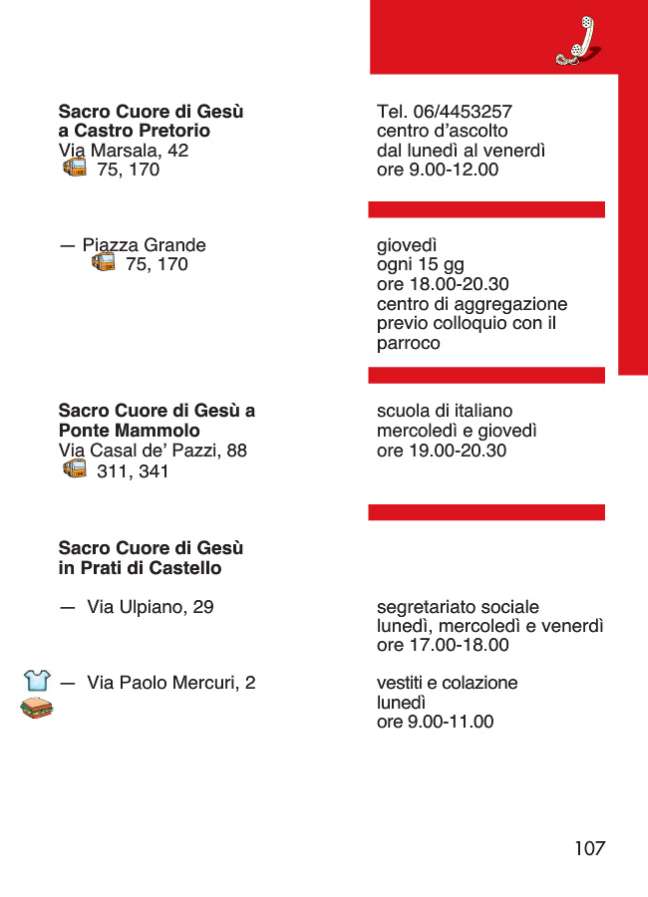 Sacro Cuore di Gesù
a Castro Pretorio
Via Marsala, 42
75, 170
Tel. 06/4453257
centro d'ascolto
dal lunedì al venerdì
ore 9.00-12.00
— Piazza Grande
75, 170
giovedì
ogni 15 gg
ore 18.00-20.30
centro di aggregazione
previo colloquio con il
parroco
Sacro Cuore di Gesù a
Ponte Mammolo
Via Casal de' Pazzi, 88
311, 341
scuola di italiano
mercoledì e giovedì
ore 19.00-20.30
Sacro Cuore di Gesù
in Prati di Castello
— Via Ulpiano, 29
segretariato sociale
lunedì, mercoledì e venerdì
ore 17.00-18.00
— Via Paolo Mercuri, 2
vestiti e colazione
lunedì
ore 9.00-11.00
107